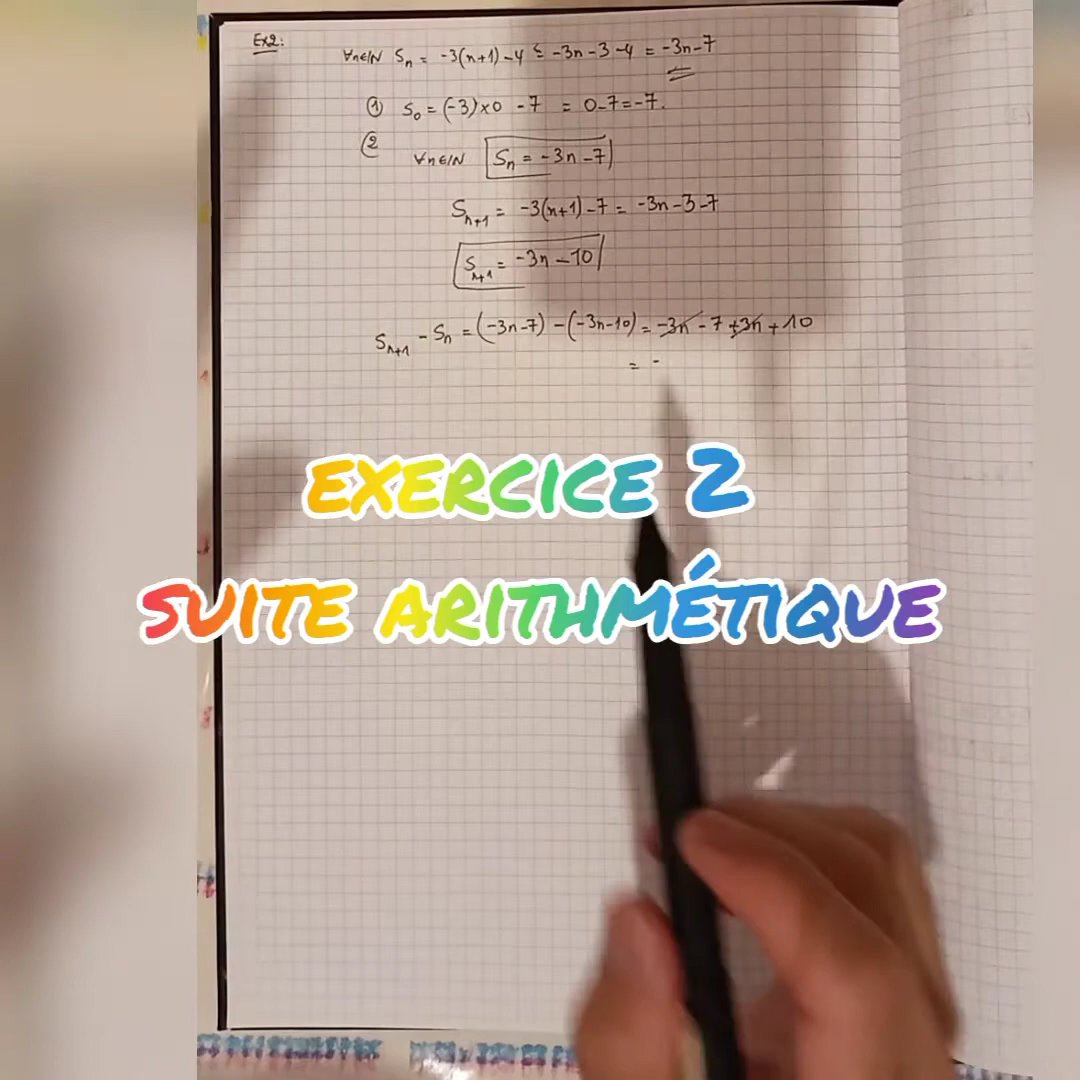 Ex2:
∀n∈ℕ Sn = -3(n+1) - 4 = -3n - 3 - 4 = -3n - 7
① S0 = (-3)×0 - 7 = 0 - 7 = -7.
②
∀n∈ℕ Sn = -3n - 7
Sn+1 = -3(n+1) - 7 = -3n - 3 - 7
Sn+1 = -3n - 10
Sn+1 - Sn = (-3n-7) - (-3n-10) = -3n - 7 + 3n + 10
= -
EXERCICE 2
SUITE ARITHMÉTIQUE